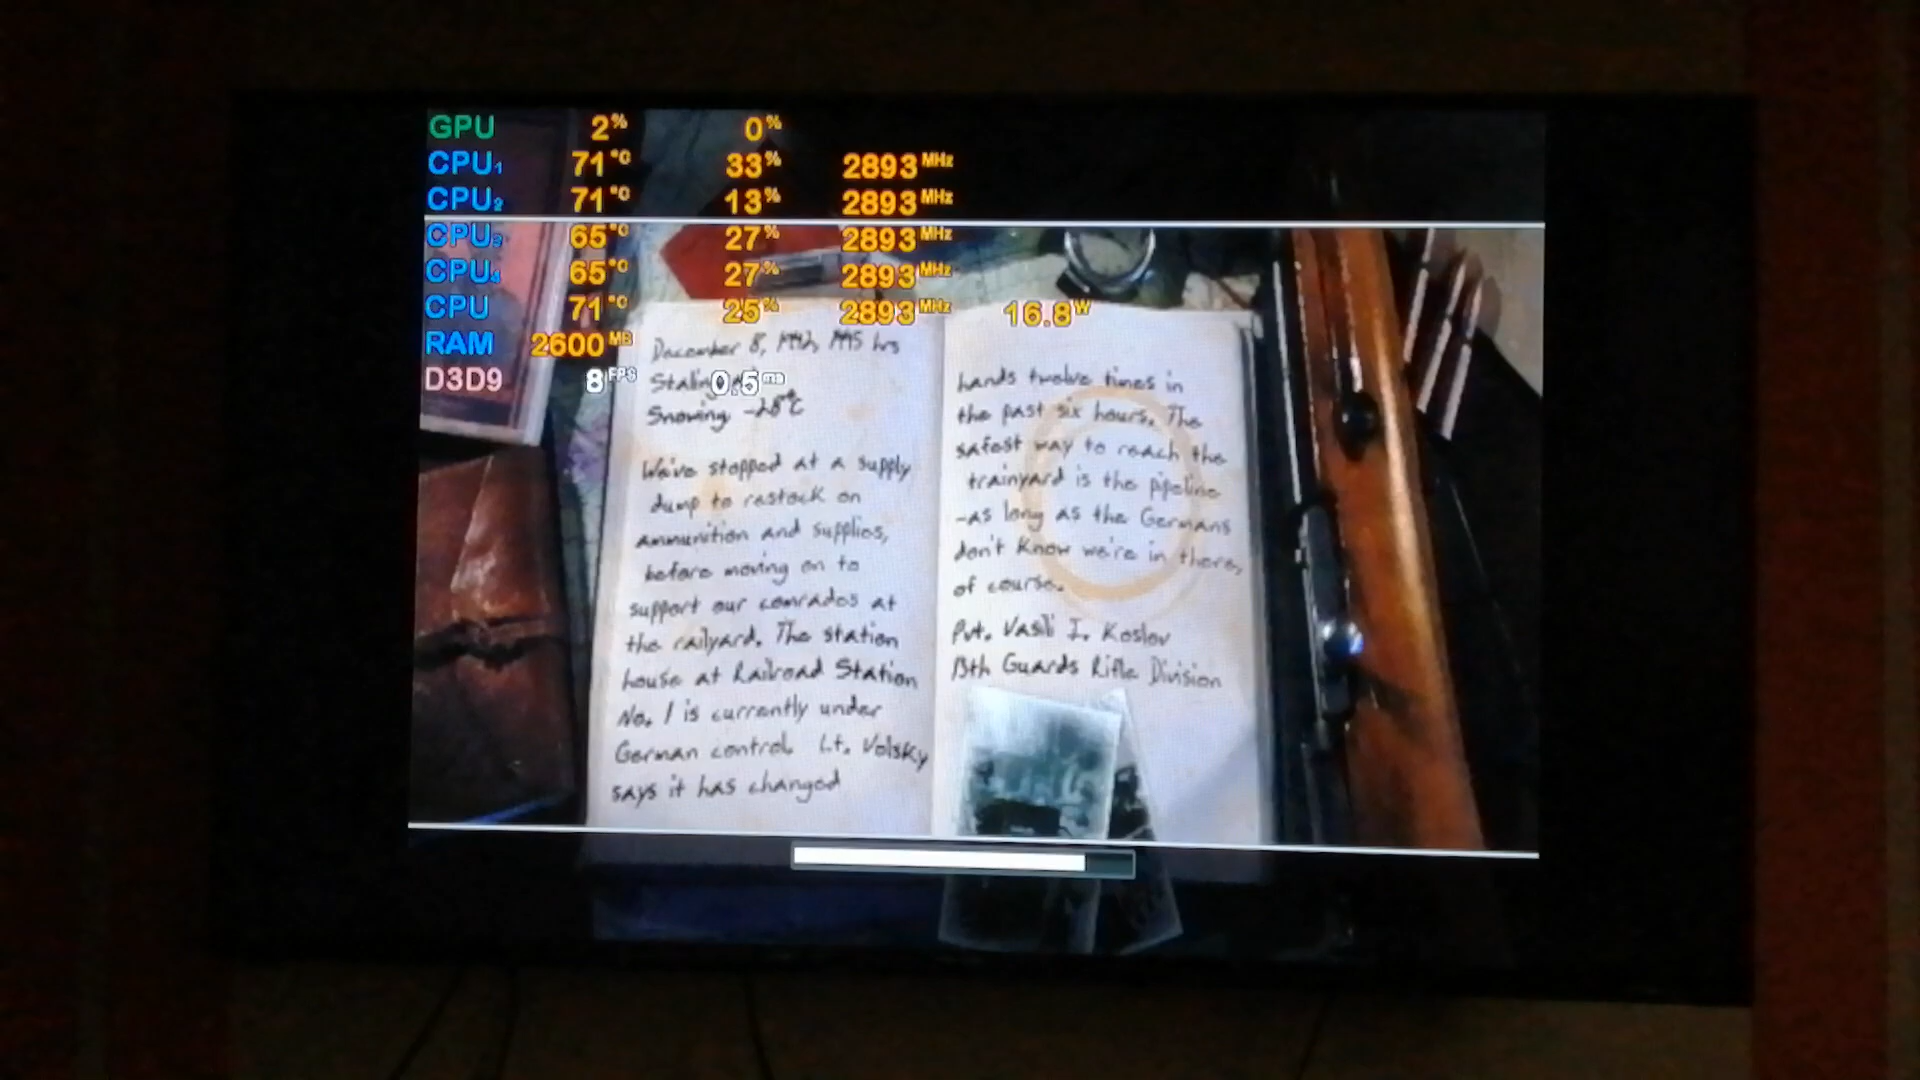 GPU 2% 0%
CPU1 71°C 33% 2893 MHz
CPU2 71°C 13% 2893 MHz
CPU3 65°C 27% 2893 MHz
CPU4 65°C 27% 2893 MHz
CPU 71°C 25% 2893 MHz 16.8 W
RAM 2600 MB
D3D9 8 FPS 0.5 ms
December 8, hrs
Snowing -28°C
We've stopped at a supply
dump to restock on
ammunition and supplies,
before moving on to
support our comrades at
the railyard. The station
house at Railroad Station
No. 1 is currently under
German control. Lt. Volsky
says it has changed
hands twelve times in
the past six hours. The
safest way to reach the
trainyard is the pipeline
-as long as the Germans
don't know we're in there,
of course.
Pvt. Vasili I. Koslov
13th Guards Rifle Division